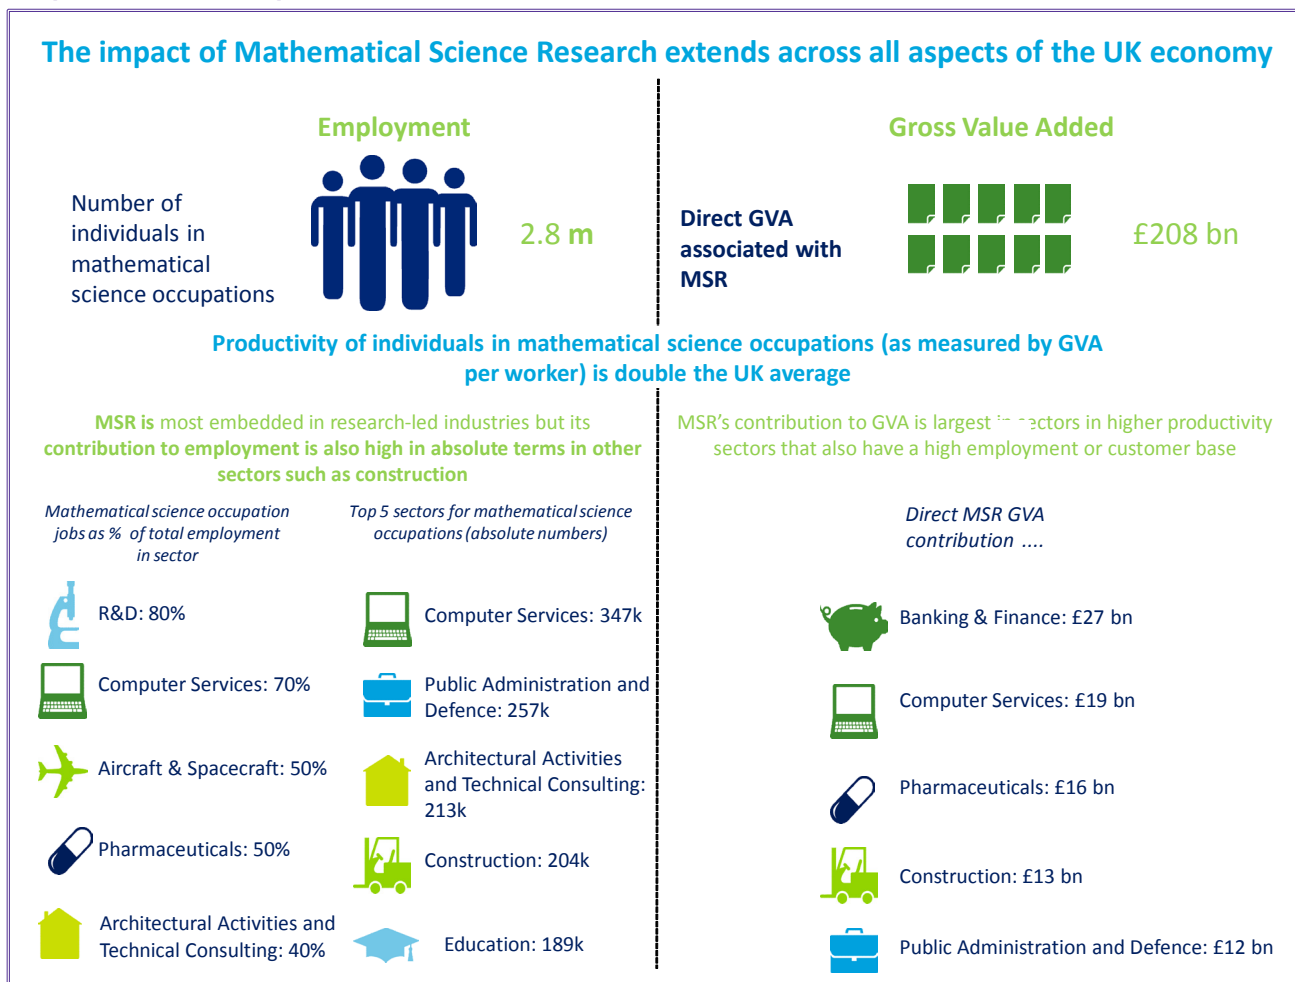 The impact of Mathematical Science Research extends across all aspects of the UK economy
Employment
Number of
individuals in
mathematical
science occupations
2.8 m
Gross Value Added
Direct GVA
associated with
MSR
£208 bn
Productivity of individuals in mathematical science occupations (as measured by GVA
per worker) is double the UK average
MSR is most embedded in research-led industries but its
contribution to employment is also high in absolute terms in other
sectors such as construction
Mathematical science occupation
jobs as % of total employment
in sector
R&D: 80%
Computer Services: 70%
Aircraft & Spacecraft: 50%
Pharmaceuticals: 50%
Architectural Activities and
Technical Consulting: 40%
Top 5 sectors for mathematical science
occupations (absolute numbers)
Computer Services: 347k
Public Administration and
Defence: 257k
Architectural Activities
and Technical Consulting:
213k
Construction: 204k
Education: 189k
MSR's contribution to GVA is largest in sectors in higher productivity
sectors that also have a high employment or customer base
Direct MSR GVA
contribution ....
Banking & Finance: £27 bn
Computer Services: £19 bn
Pharmaceuticals: £16 bn
Construction: £13 bn
Public Administration and Defence: £12 bn